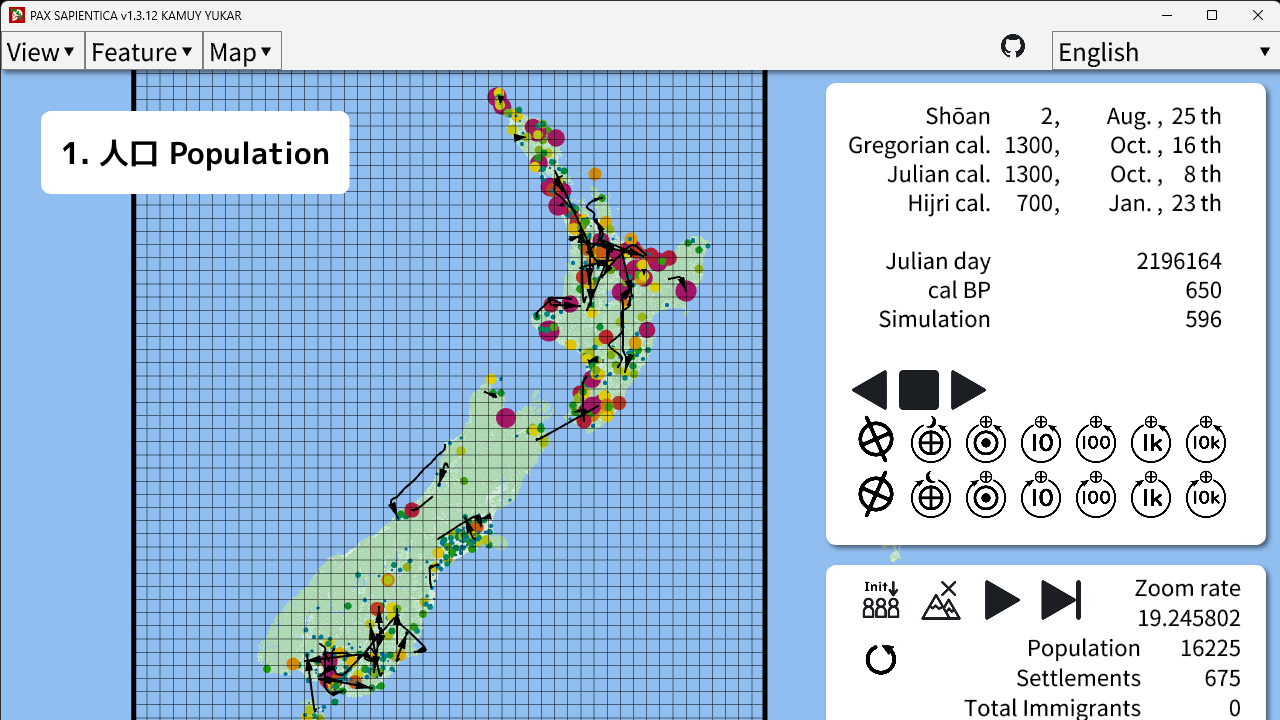 PAX SAPIENTICA v1.3.12 KAMUY YUKAR
View▼ Feature▼ Map▼ English ▼
1. 人口 Population
Shōan 2, Aug. , 25 th
Gregorian cal. 1300, Oct. , 16 th
Julian cal. 1300, Oct. , 8 th
Hijri cal. 700, Jan. , 23 th
Julian day 2196164
cal BP 650
Simulation 596
10 100 1k 10k
10 100 1k 10k
Init↓
Zoom rate
19.245802
Population 16225
Settlements 675
Total Immigrants 0